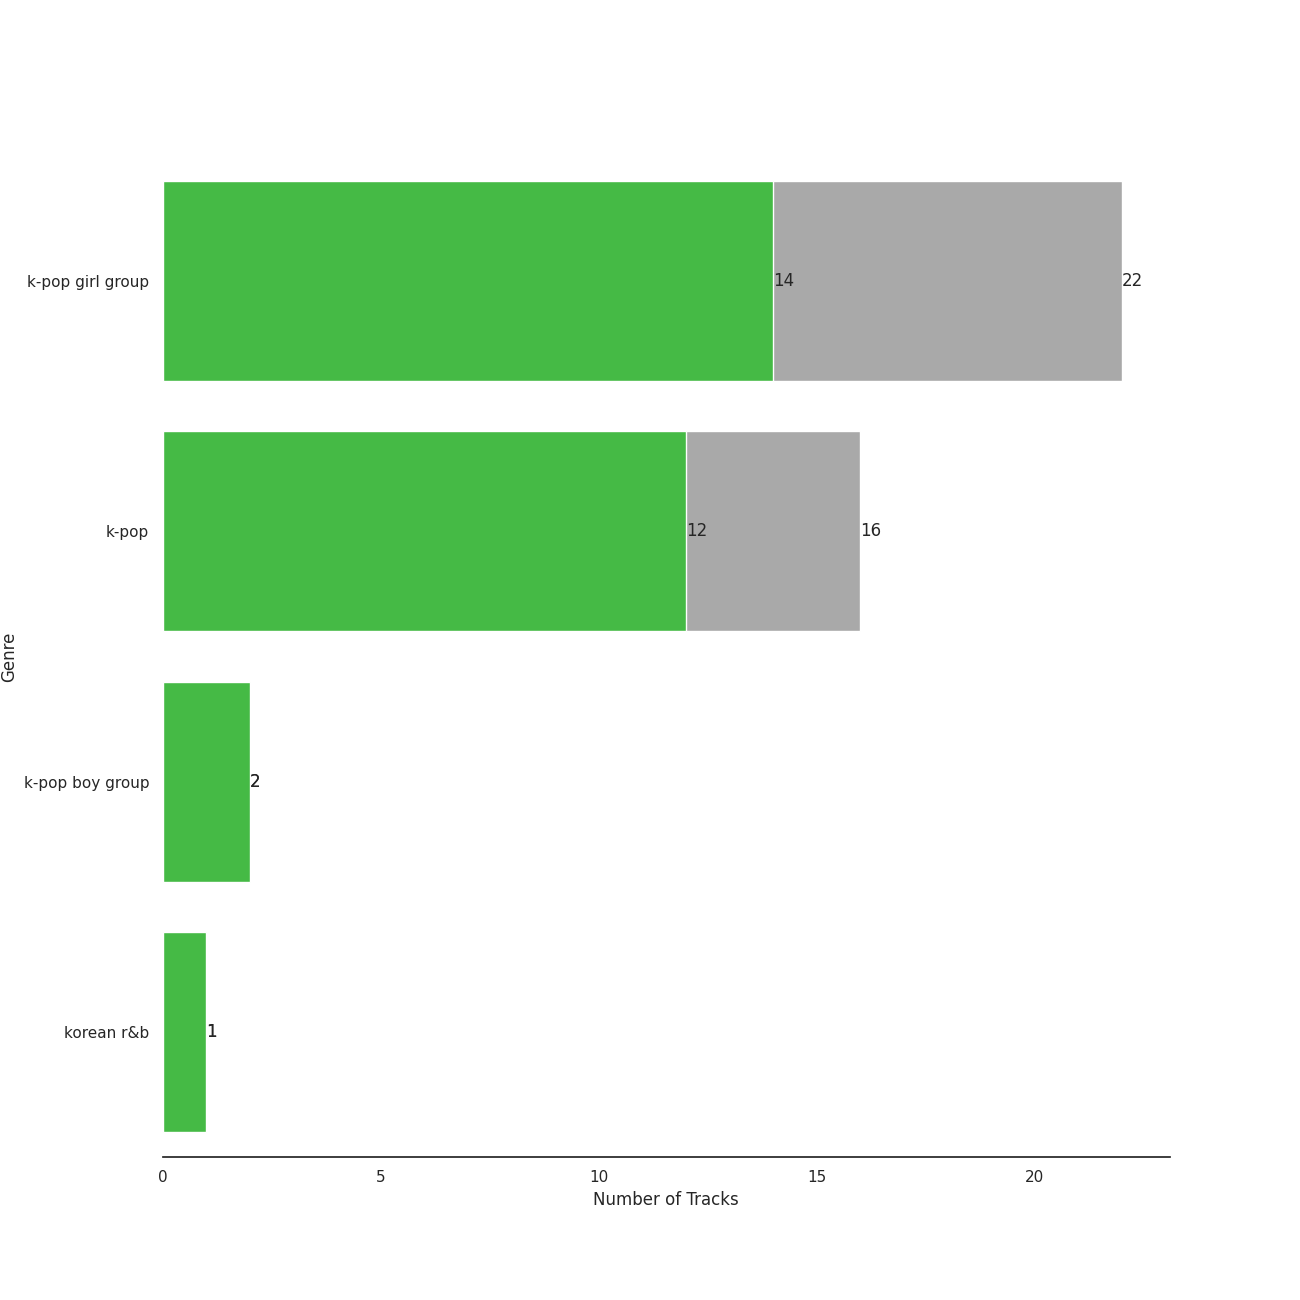 k-pop girl group
14
22
k-pop
12
16
Genre
k-pop boy group
2
korean r&b
1
0 5 10 15 20
Number of Tracks